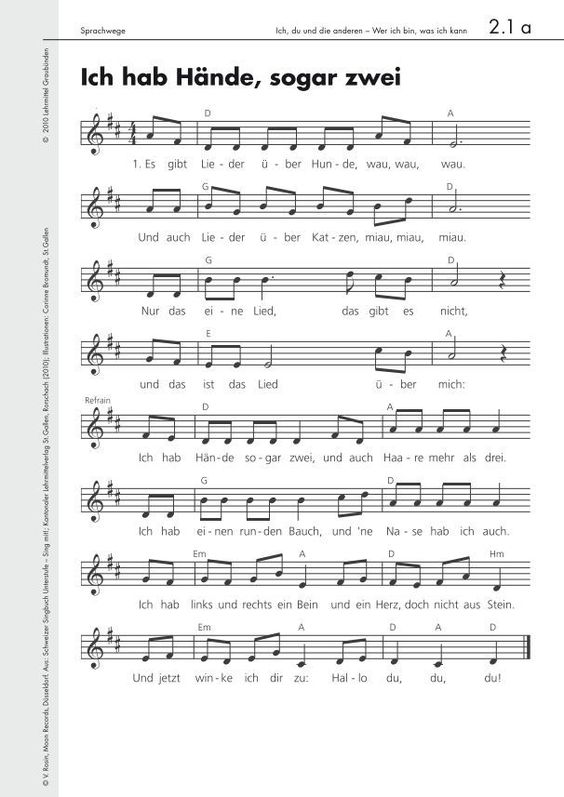 Sprachwege Ich, du und die anderen – Wer ich bin, was ich kann 2.1 a
Ich hab Hände, sogar zwei
D A
1. Es gibt Lie - der ü - ber Hun - de, wau, wau, wau.
G D
Und auch Lie - der ü - ber Kat - zen, miau, miau, miau.
G D
Nur das ei - ne Lied, das gibt es nicht,
E A
und das ist das Lied ü - ber mich:
Refrain
D A
Ich hab Hän - de so - gar zwei, und auch Haa - re mehr als drei.
G D
Ich hab ei - nen run - den Bauch, und 'ne Na - se hab ich auch.
Em A D Hm
Ich hab links und rechts ein Bein und ein Herz, doch nicht aus Stein.
Em A D A D
Und jetzt win - ke ich dir zu: Hal - lo du, du, du!
© V. Rosin, Moon Records, Düsseldorf. Aus: Schweizer Singbuch Unterstufe – Sing mit!; Kantonaler Lehrmittelverlag St.Gallen, Rorschach (2010); Illustrationen: Corinne Bromundt, St.Gallen
© 2010 Lehrmittel Graubünden